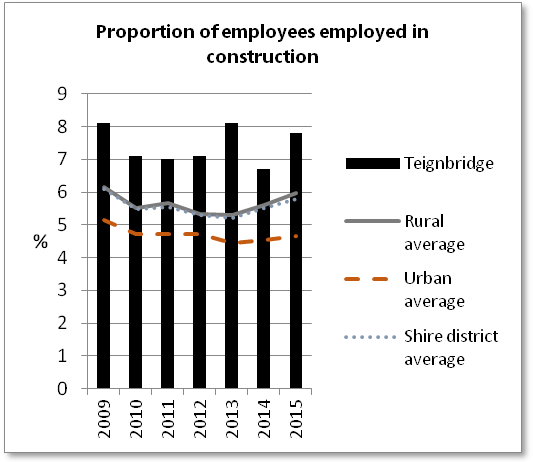 Proportion of employees employed in
construction
9
8
7
6
5
4
3
2
1
0
%
2009
2010
2011
2012
2013
2014
2015
Teignbridge
Rural
average
Urban
average
Shire district
average